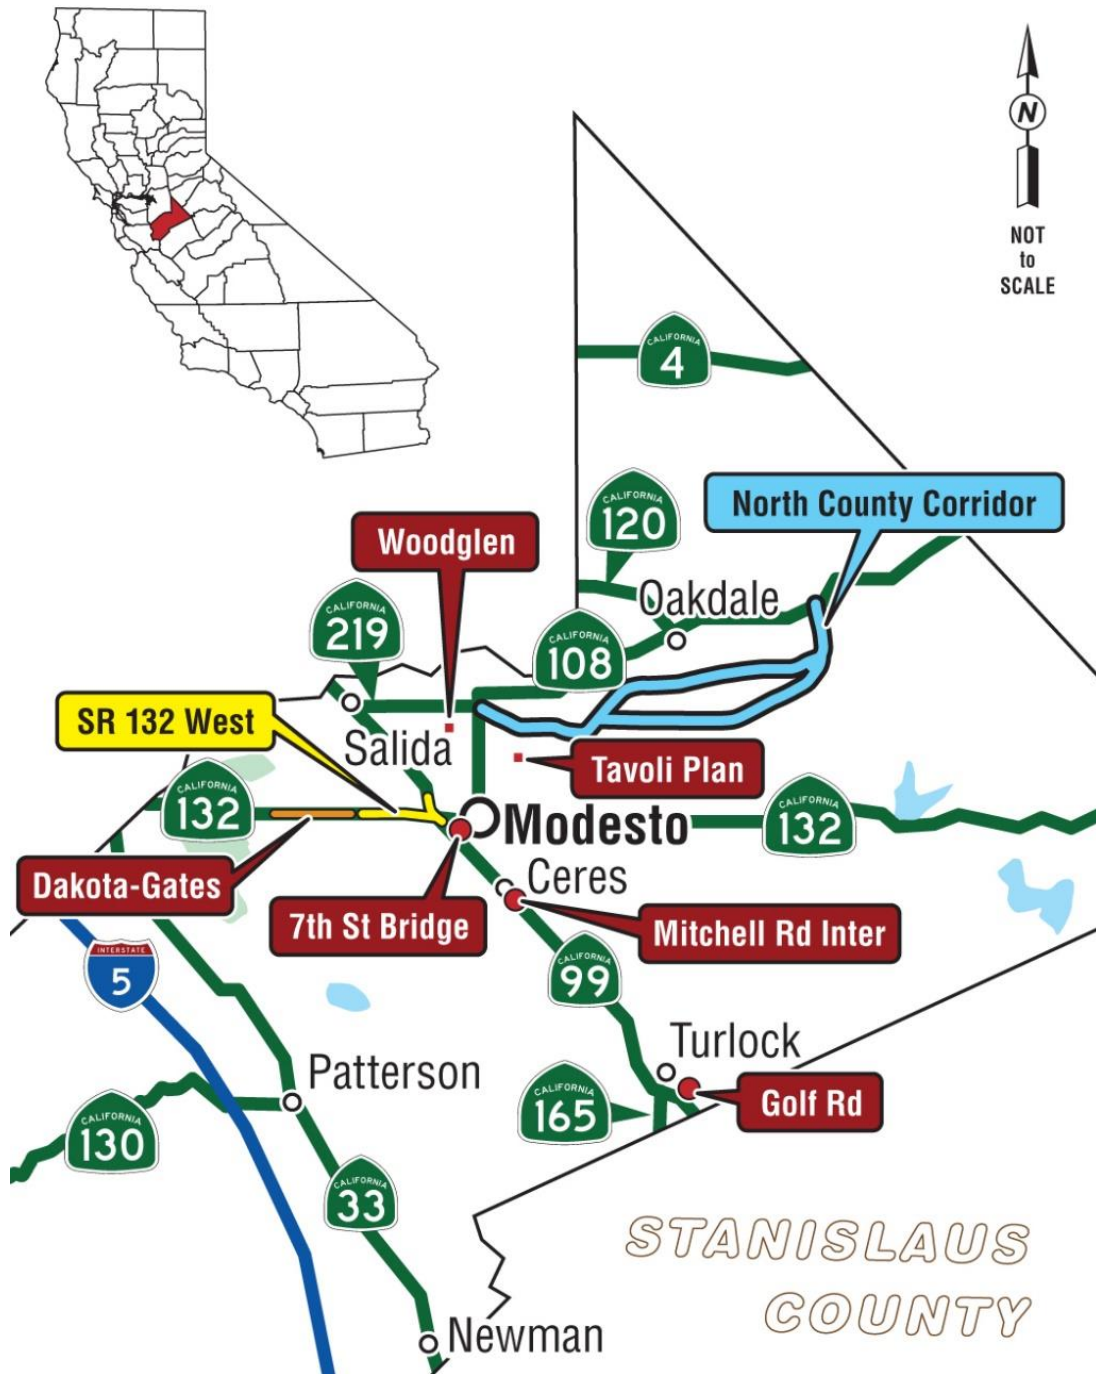 N
NOT
to
SCALE
CALIFORNIA
4
North County Corridor
CALIFORNIA
120
Woodglen
Oakdale
CALIFORNIA
219
CALIFORNIA
108
SR 132 West
Salida
Tavoli Plan
CALIFORNIA
132
Modesto
CALIFORNIA
132
Dakota-Gates
Ceres
7th St Bridge
Mitchell Rd Inter
INTERSTATE
5
CALIFORNIA
99
Turlock
Patterson
CALIFORNIA
165
Golf Rd
CALIFORNIA
130
CALIFORNIA
33
STANISLAUS
COUNTY
Newman